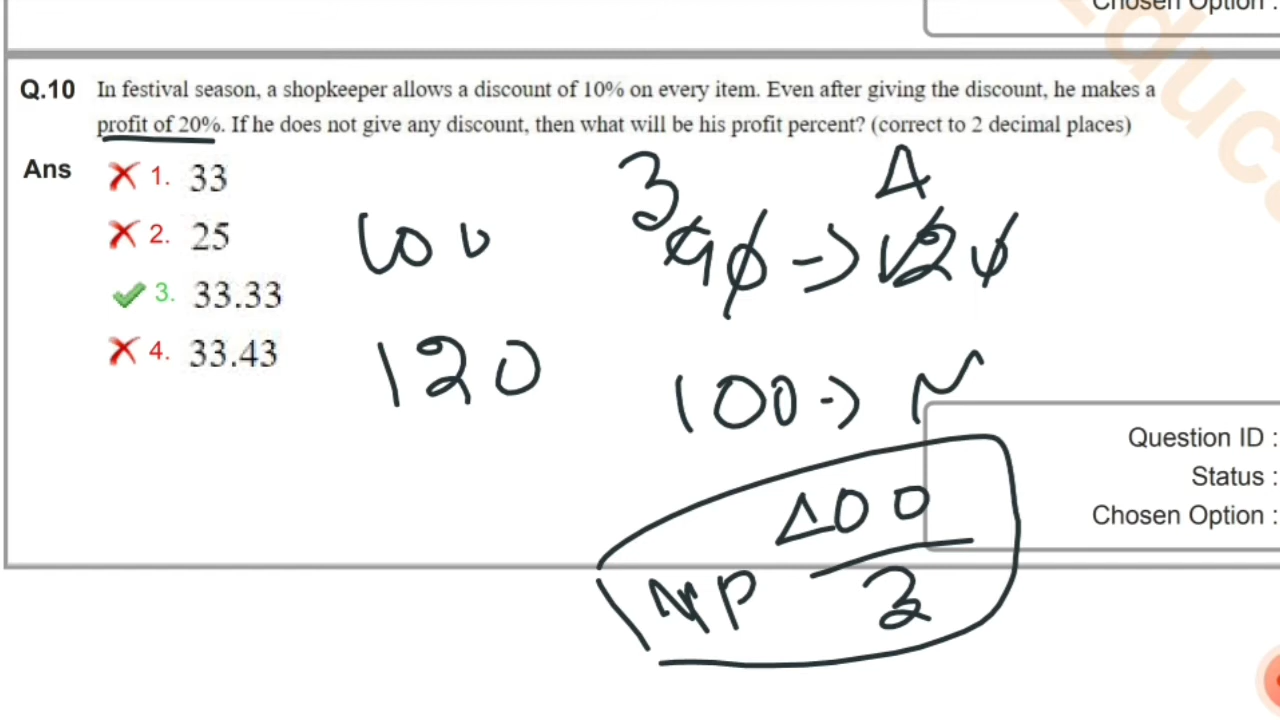 Chosen Option :
Q.10 In festival season, a shopkeeper allows a discount of 10% on every item. Even after giving the discount, he makes a
profit of 20%. If he does not give any discount, then what will be his profit percent? (correct to 2 decimal places)
Ans 1. 33
2. 25
3. 33.33
4. 33.43
3 4
100 90 -> 120
120 100 ->
400
MP 3
Question ID :
Status :
Chosen Option :
educ